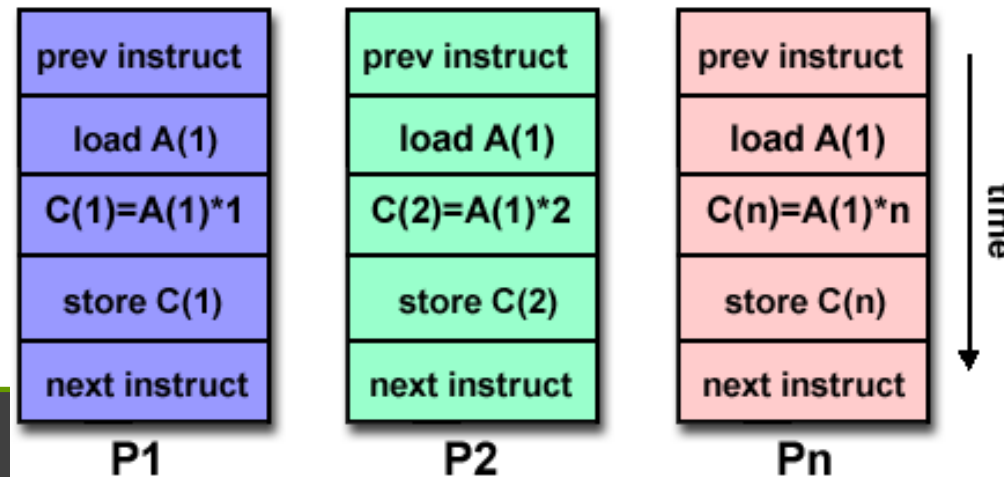 prev instruct
load A(1)
C(1)=A(1)*1
store C(1)
next instruct
P1
prev instruct
load A(1)
C(2)=A(1)*2
store C(2)
next instruct
P2
prev instruct
load A(1)
C(n)=A(1)*n
store C(n)
next instruct
Pn
time